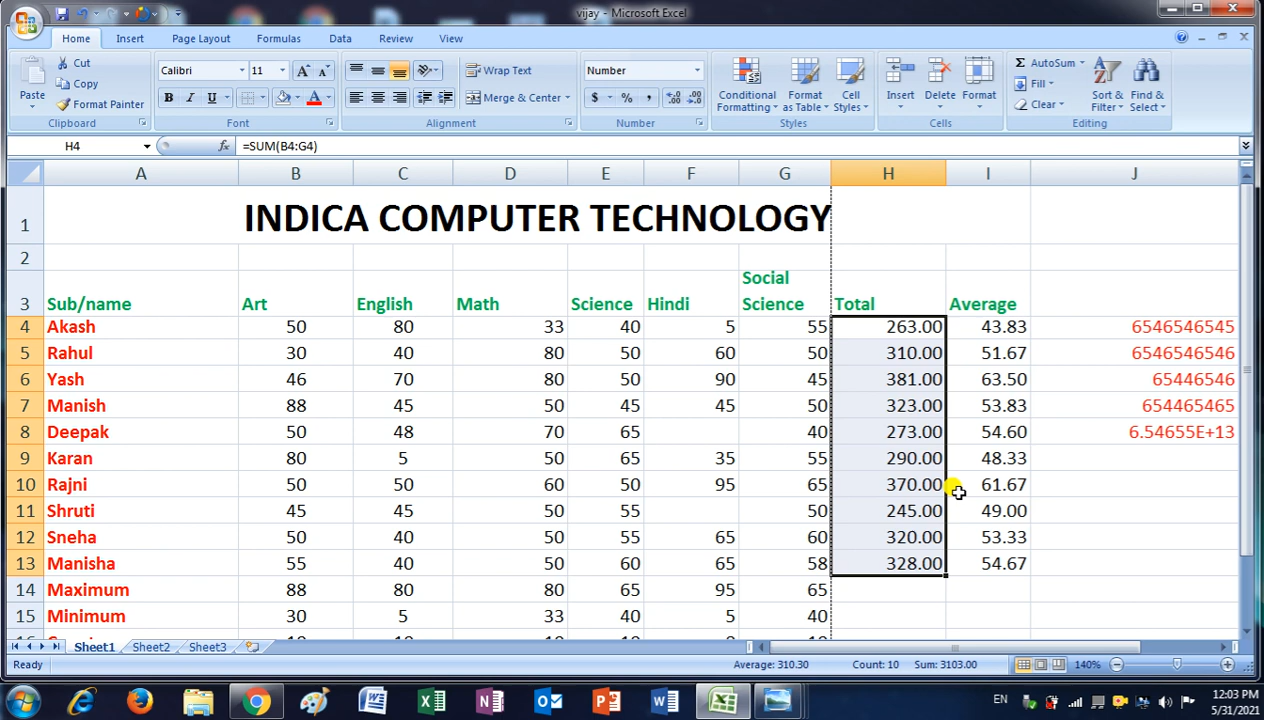 vijay - Microsoft Excel
Home Insert Page Layout Formulas Data Review View
Paste
Cut
Copy
Format Painter
Clipboard
Calibri 11
B I U
Font
Wrap Text
Merge & Center
Alignment
Number
$ % ,
Number
Conditional Formatting
Format as Table
Cell Styles
Styles
Insert Delete Format
Cells
AutoSum
Fill
Clear
Sort & Filter
Find & Select
Editing
H4 fx =SUM(B4:G4)
A B C D E F G H I J
1 INDICA COMPUTER TECHNOLOGY
2
3 Sub/name Art English Math Science Hindi Social Science Total Average
4 Akash 50 80 33 40 5 55 263.00 43.83 6546546545
5 Rahul 30 40 80 50 60 50 310.00 51.67 6546546546
6 Yash 46 70 80 50 90 45 381.00 63.50 65446546
7 Manish 88 45 50 45 45 50 323.00 53.83 654465465
8 Deepak 50 48 70 65 40 273.00 54.60 6.54655E+13
9 Karan 80 5 50 65 35 55 290.00 48.33
10 Rajni 50 50 60 50 95 65 370.00 61.67
11 Shruti 45 45 50 55 50 245.00 49.00
12 Sneha 50 40 50 55 65 60 320.00 53.33
13 Manisha 55 40 50 60 65 58 328.00 54.67
14 Maximum 88 80 80 65 95 65
15 Minimum 30 5 33 40 5 40
Sheet1 Sheet2 Sheet3
Ready Average: 310.30 Count: 10 Sum: 3103.00 140%
EN 12:03 PM
5/31/2021